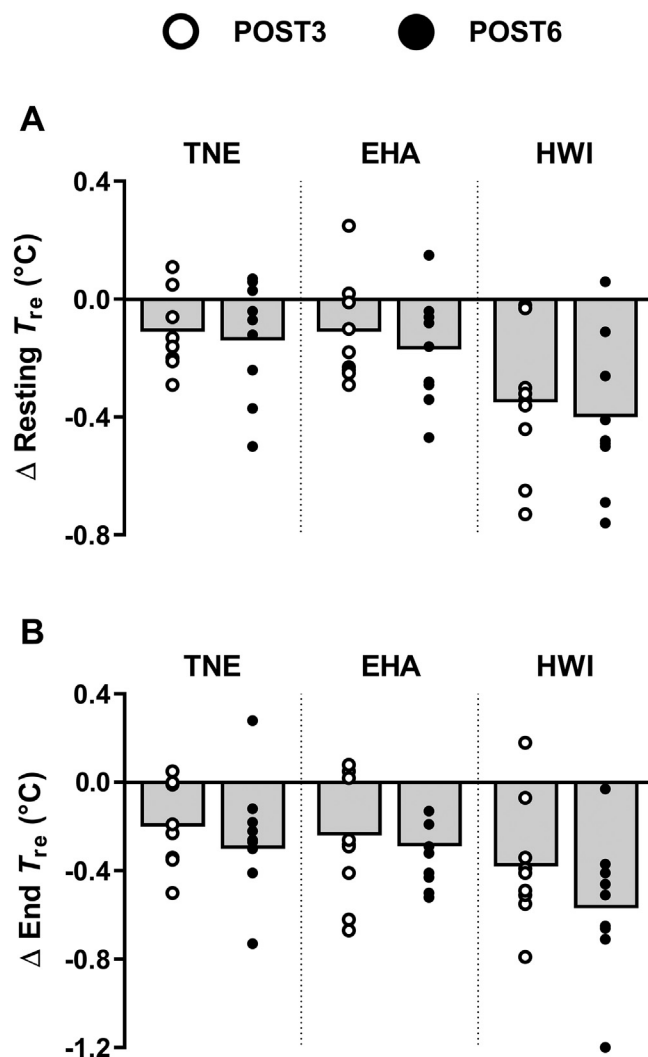 POST3 POST6
A
TNE EHA HWI
0.4
0.0
-0.4
-0.8
Δ Resting Tre (°C)
B
TNE EHA HWI
0.4
0.0
-0.4
-0.8
-1.2
Δ End Tre (°C)